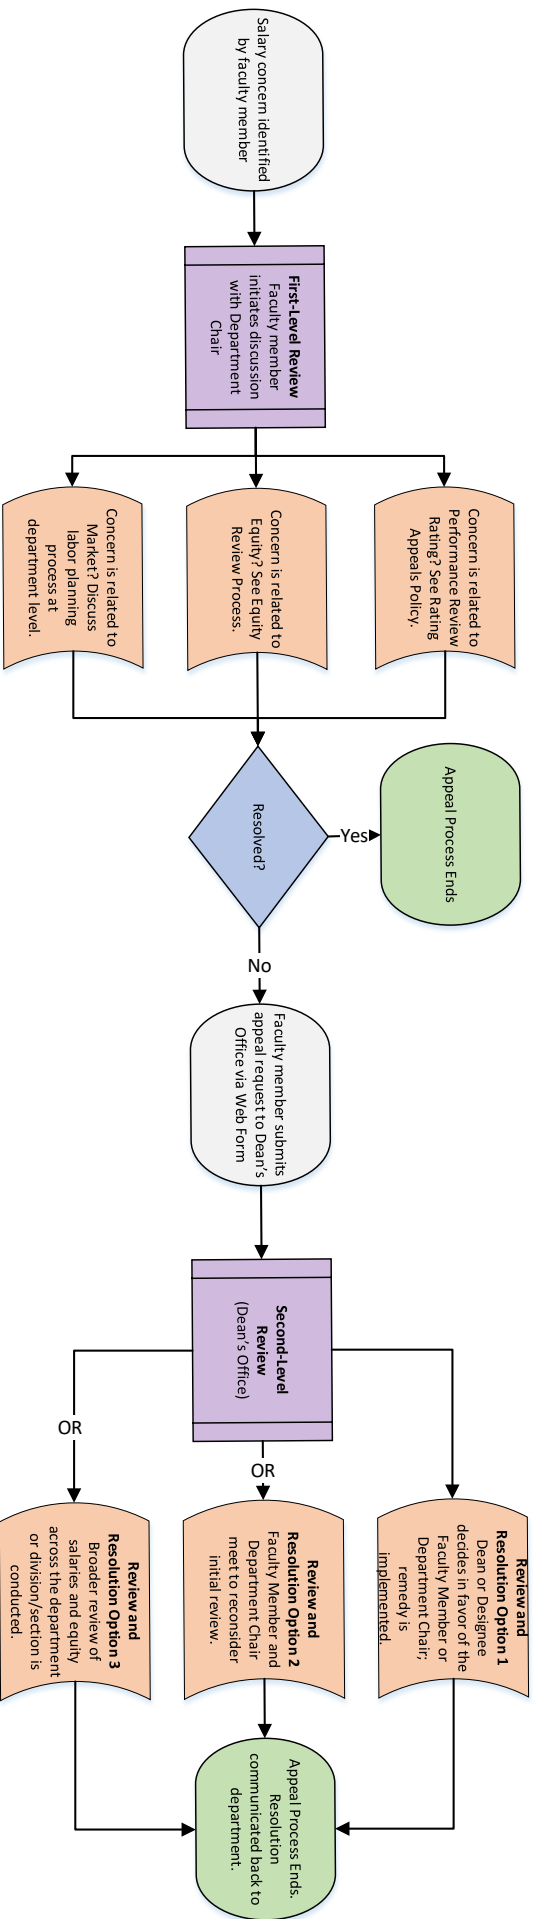 Salary concern identified
by faculty member
First-Level Review
Faculty member
initiates discussion
with Department
Chair
Concern is related to
Performance Review
Rating? See Rating
Appeals Policy.
Concern is related to
Equity? See Equity
Review Process.
Concern is related to
Market? Discuss
labor planning
process at
department level.
Resolved?
Yes
Appeal Process Ends
No
Faculty member submits
appeal request to Dean's
Office via Web Form
Second-Level
Review
(Dean's Office)
OR
OR
Review and
Resolution Option 1
Dean or Designee
decides in favor of the
Faculty Member or
Department Chair;
remedy is
implemented.
Review and
Resolution Option 2
Faculty Member and
Department Chair
meet to reconsider
initial review.
Review and
Resolution Option 3
Broader review of
salaries and equity
across the department
or division/section is
conducted.
Appeal Process Ends.
Resolution
communicated back to
department.